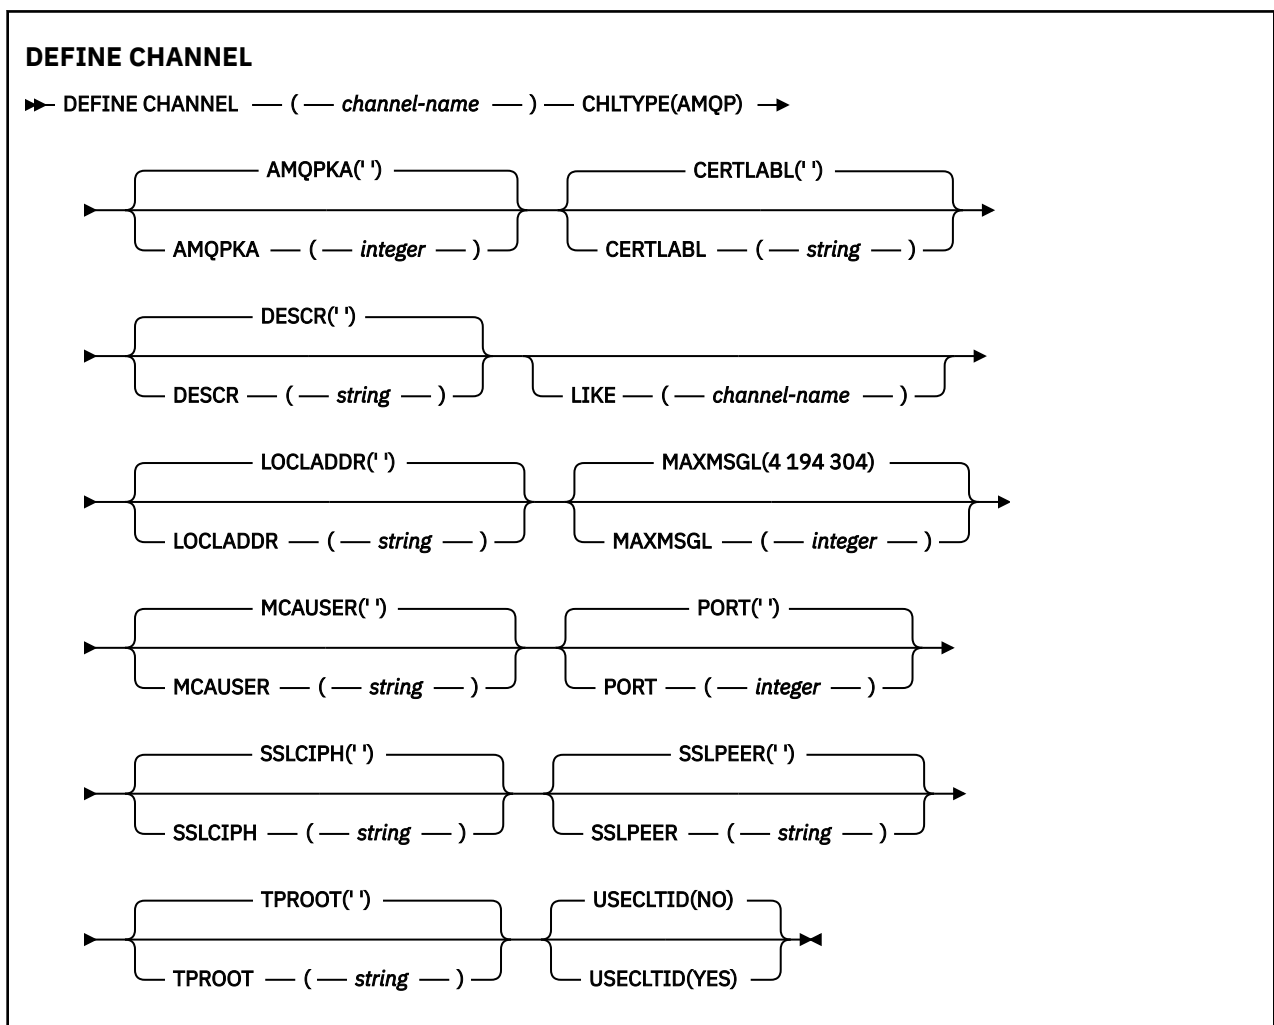 DEFINE CHANNEL
DEFINE CHANNEL ( channel-name ) CHLTYPE(AMQP)
AMQPKA(' ') CERTLABL(' ')
AMQPKA ( integer ) CERTLABL ( string )
DESCR(' ')
DESCR ( string ) LIKE ( channel-name )
LOCLADDR(' ') MAXMSGL(4 194 304)
LOCLADDR ( string ) MAXMSGL ( integer )
MCAUSER(' ') PORT(' ')
MCAUSER ( string ) PORT ( integer )
SSLCIPH(' ') SSLPEER(' ')
SSLCIPH ( string ) SSLPEER ( string )
TPROOT(' ') USECLTID(NO)
TPROOT ( string ) USECLTID(YES)